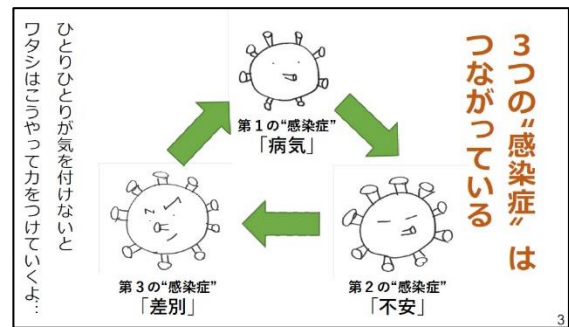 3つの“感染症”は
つながっている
第1の“感染症”
「病気」
第2の“感染症”
「不安」
第3の“感染症”
「差別」
ひとりひとりが気を付けないと
ワタシはこうやって力をつけていくよ…
3